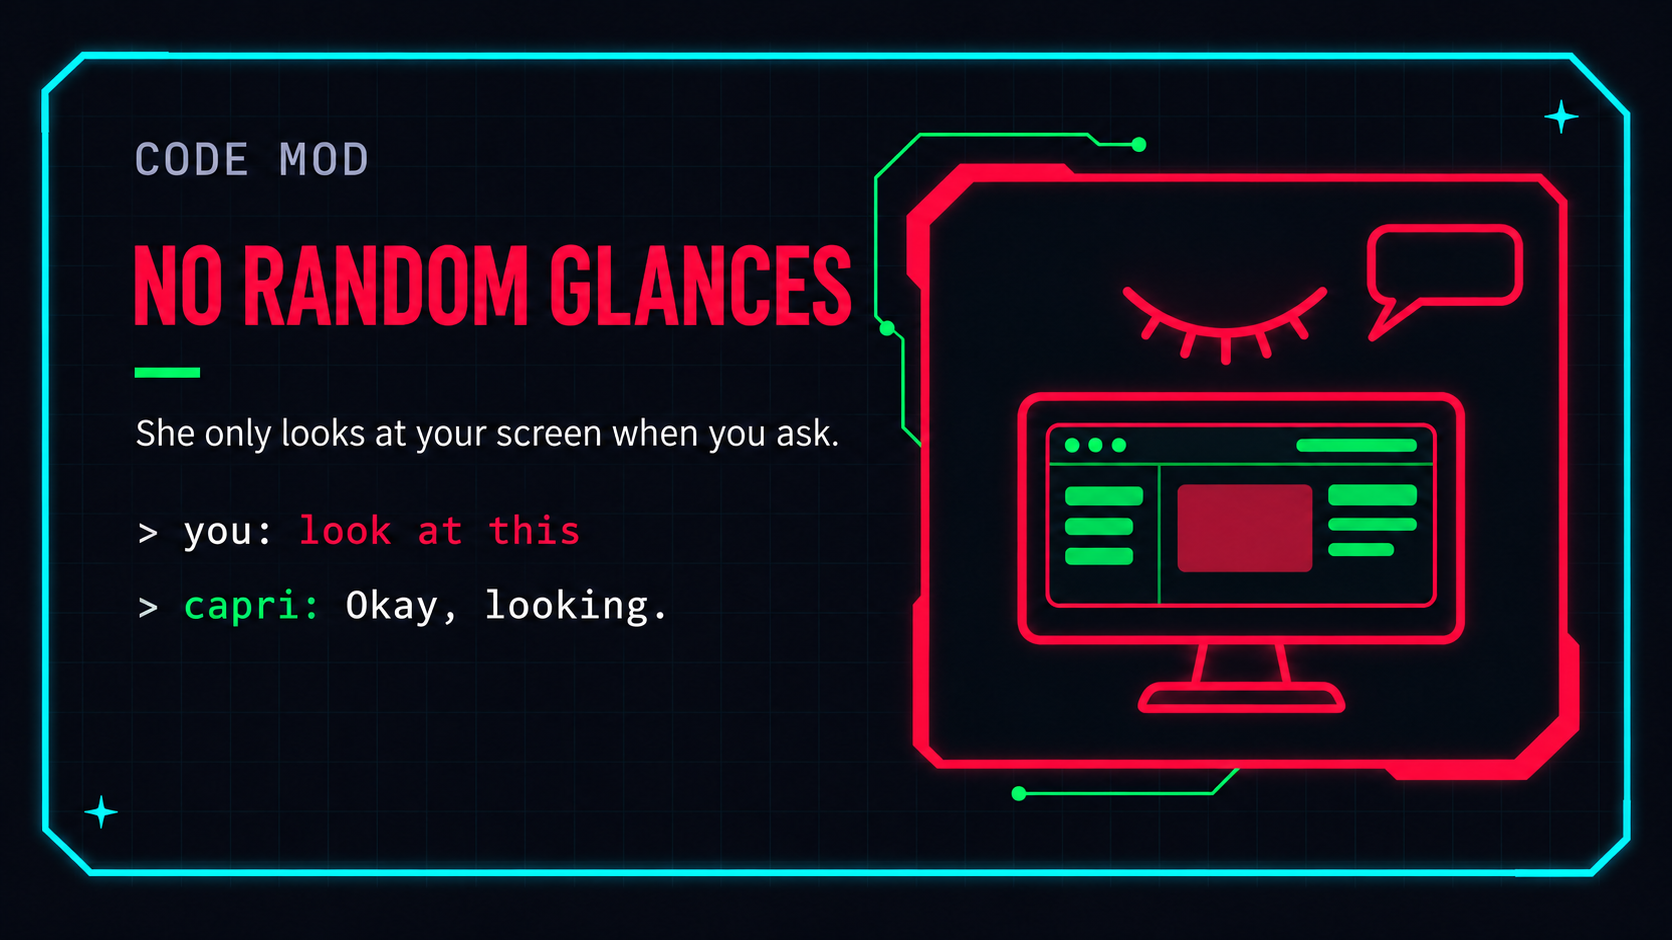 CODE MOD
NO RANDOM GLANCES
She only looks at your screen when you ask.
> you: look at this
> capri: Okay, looking.